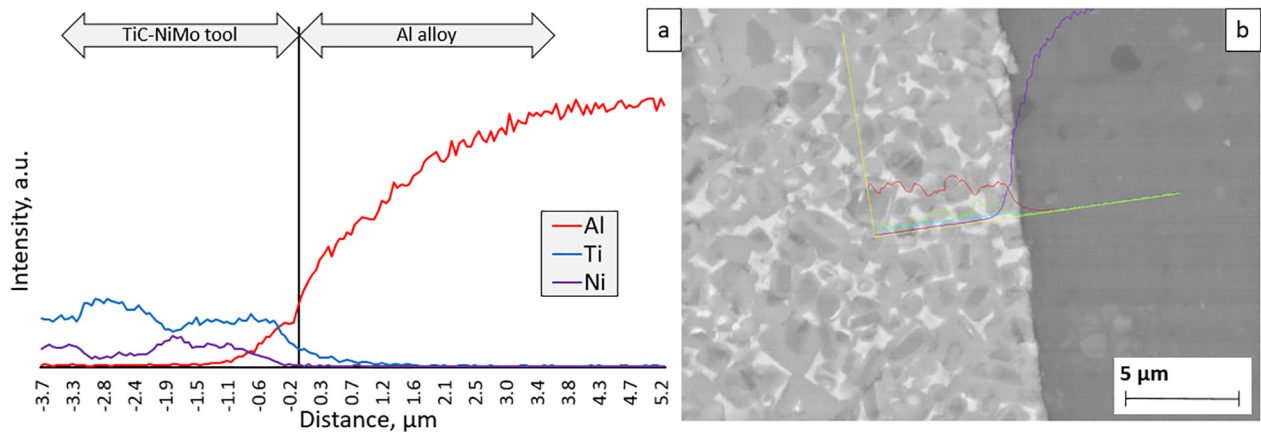 TiC-NiMo tool
Al alloy
a
b
Intensity, a.u.
Al
Ti
Ni
-3.7 -3.3 -2.8 -2.4 -1.9 -1.5 -1.1 -0.6 -0.2 0.3 0.7 1.2 1.6 2.1 2.5 3.0 3.4 3.8 4.3 4.7 5.2
Distance, μm
5 μm